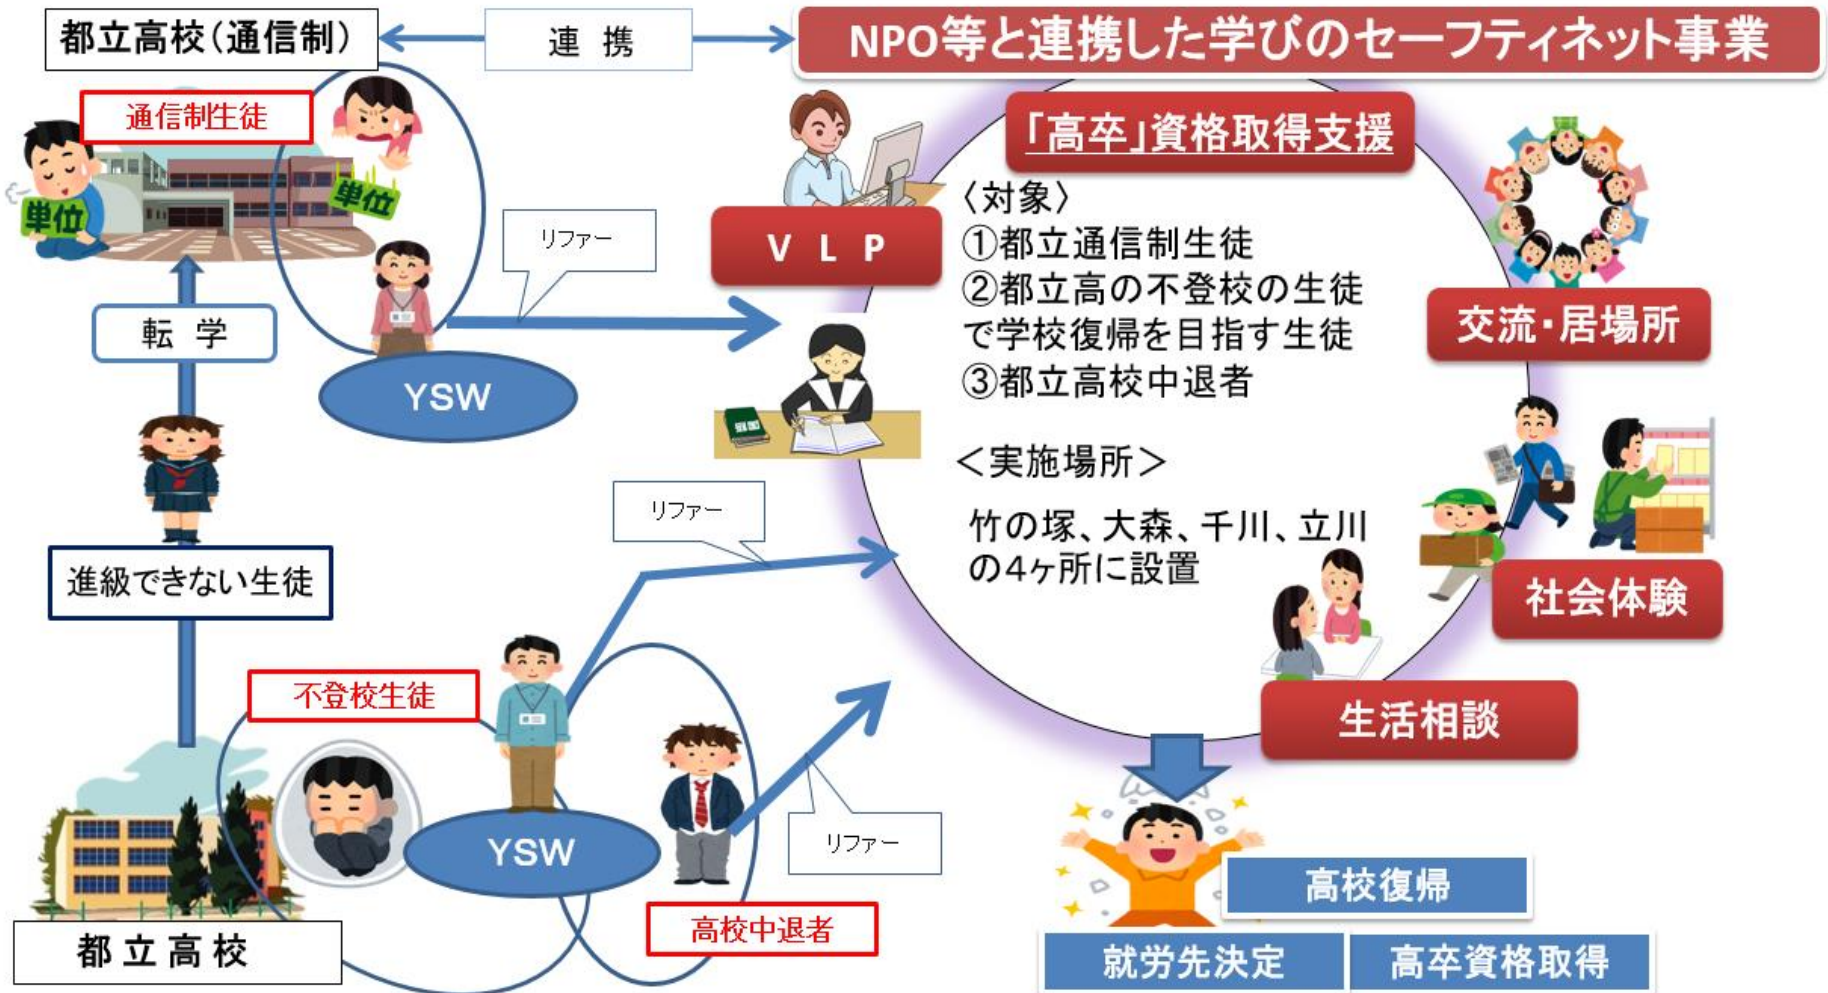 都立高校（通信制）
連 携
NPO等と連携した学びのセーフティネット事業
通信制生徒
単位
単位
リファー
転 学
YSW
「高卒」資格取得支援
V L P
〈対象〉
①都立通信制生徒
②都立高の不登校の生徒
で学校復帰を目指す生徒
③都立高校中退者
＜実施場所＞
竹の塚、大森、千川、立川
の4ヶ所に設置
交流・居場所
社会体験
生活相談
リファー
進級できない生徒
不登校生徒
YSW
リファー
高校中退者
都 立 高 校
高校復帰
就労先決定
高卒資格取得